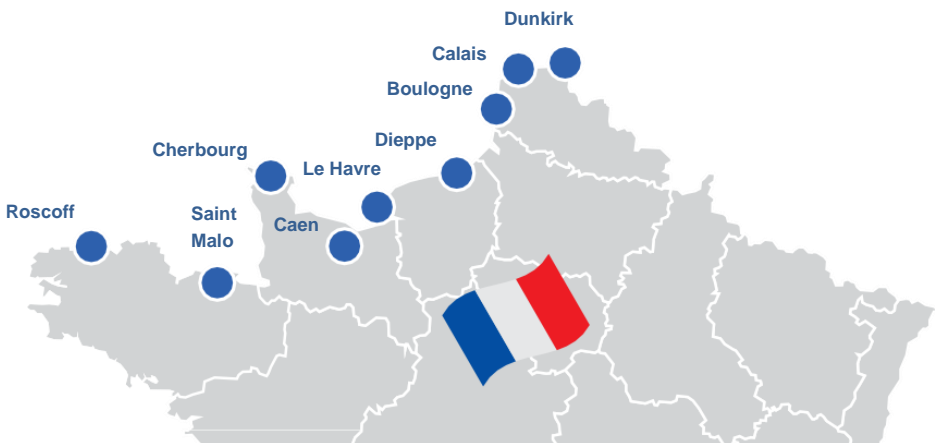 Dunkirk
Calais
Boulogne
Dieppe
Cherbourg
Le Havre
Roscoff
Saint
Malo
Caen